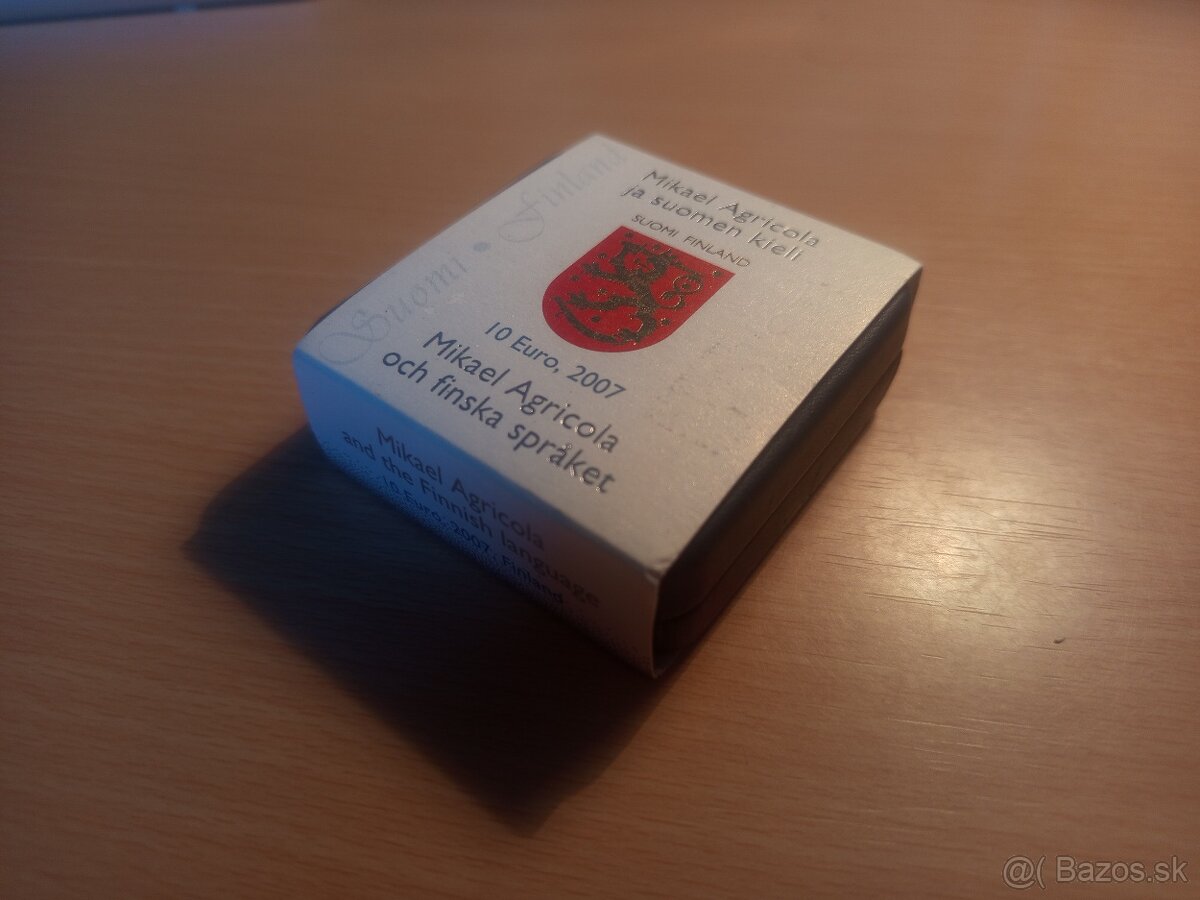 Suomi • Finland
Mikael Agricola
ja suomen kieli
SUOMI FINLAND
10 Euro, 2007
Mikael Agricola
och finska språket
Mikael Agricola
and the Finnish language
10 Euro, 2007, Finland
@( Bazos.sk